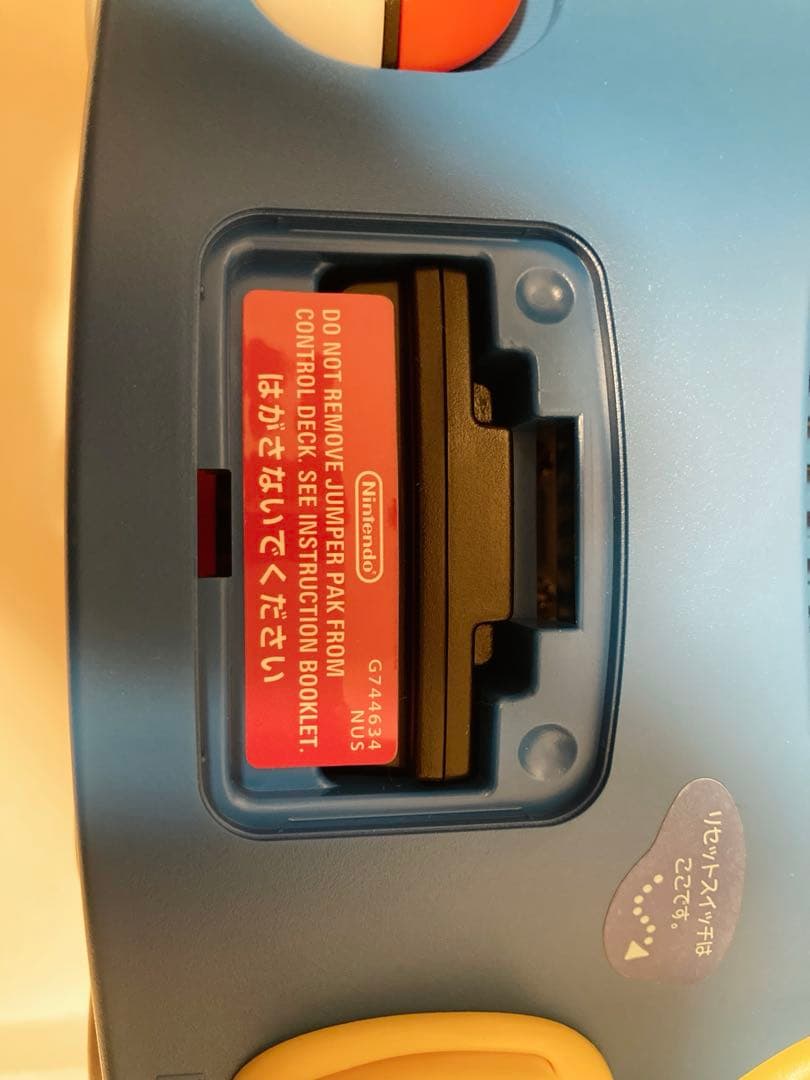 Nintendo®
DO NOT REMOVE JUMPER PAK FROM
CONTROL DECK. SEE INSTRUCTION BOOKLET.
はがさないでください
G744634
NUS
リセットスイッチは
ここです。